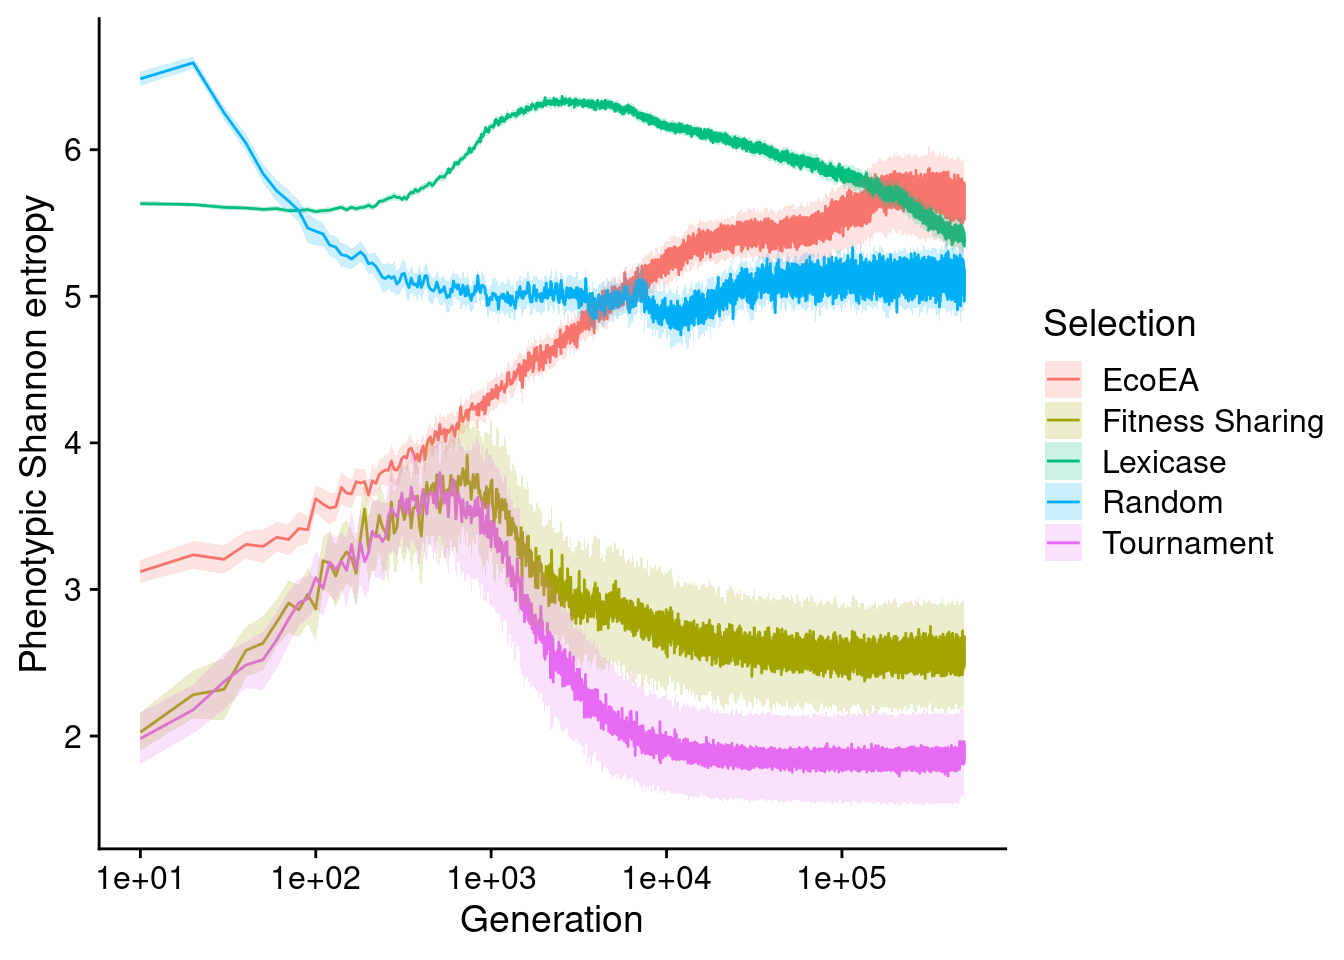 Phenotypic Shannon entropy
6
5
4
3
2
1e+01 1e+02 1e+03 1e+04 1e+05
Generation
Selection
EcoEA
Fitness Sharing
Lexicase
Random
Tournament